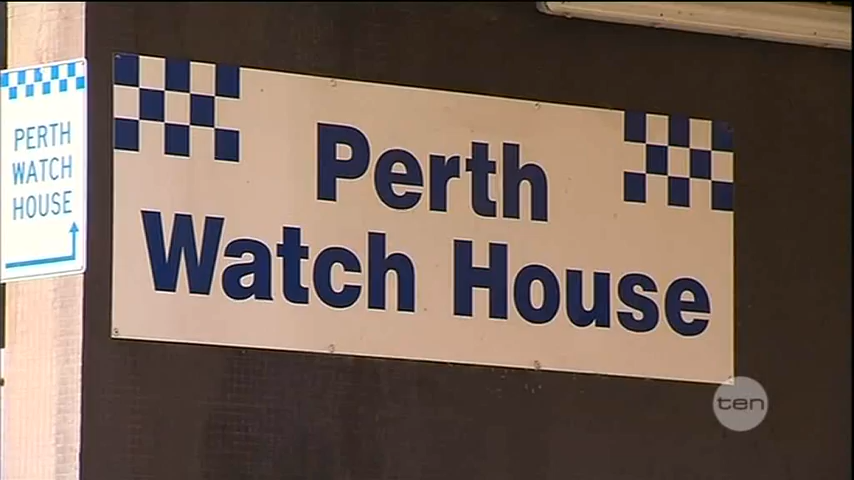 PERTH
WATCH
HOUSE
Perth
Watch House
ten